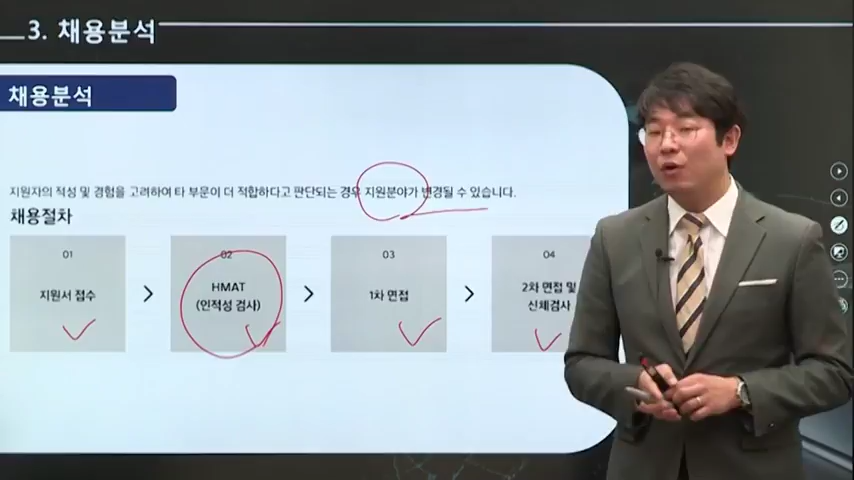 3. 채용분석
채용분석
지원자의 적성 및 경험을 고려하여 타 부문이 더 적합하다고 판단되는 경우 지원분야가 변경될 수 있습니다.
채용절차
01
지원서 접수
02
HMAT
(인적성 검사)
03
1차 면접
04
2차 면접 및
신체검사